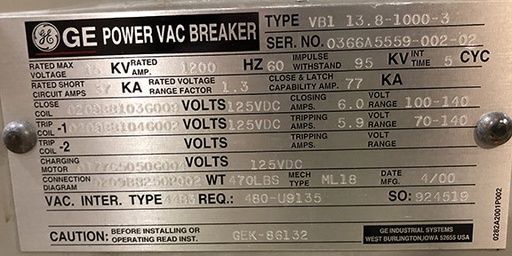 GE POWER VAC BREAKER TYPE VB1 13.8-1000-3
SER. NO. 0366A5559-002-02
RATED MAX VOLTAGE 15 KV RATED AMP. 1200 HZ 60 IMPULSE WITHSTAND 95 KV INT TIME 5 CYC
RATED SHORT CIRCUIT AMPS 37 KA RATED VOLTAGE RANGE FACTOR 1.3 CLOSE & LATCH CAPABILITY AMP. 77 KA
CLOSE COIL 0209B8103G009 VOLTS 125VDC CLOSING AMPS. 6.0 VOLT RANGE 100-140
TRIP COIL -1 0209B8104G002 VOLTS 125VDC TRIPPING AMPS. 5.9 VOLT RANGE 70-140
TRIP COIL -2 VOLTS TRIPPING AMPS. VOLT RANGE
CHARGING MOTOR 0177C5050G00 VOLTS 125VDC
CONNECTION DIAGRAM 0209B8250P002 WT 470LBS MECH TYPE ML18 DATE MFG. 4/00
VAC. INTER. TYPE REQ.: 480-U9135 SO: 924519
CAUTION: BEFORE INSTALLING OR OPERATING READ INST. GEK-86132
GE INDUSTRIAL SYSTEMS
WEST BURLINGTON, IOWA 52655 USA
0282A2001P002